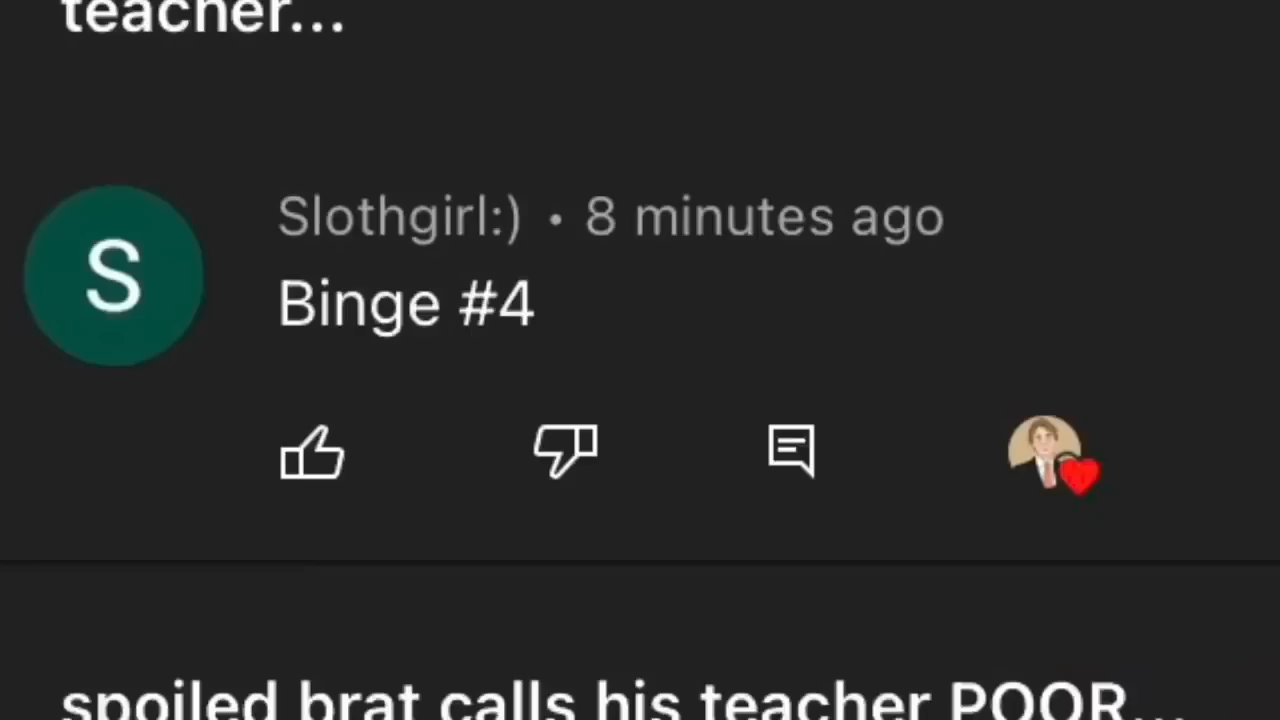 teacher...
Slothgirl:) • 8 minutes ago
S
Binge #4
spoiled brat calls his teacher POOR...